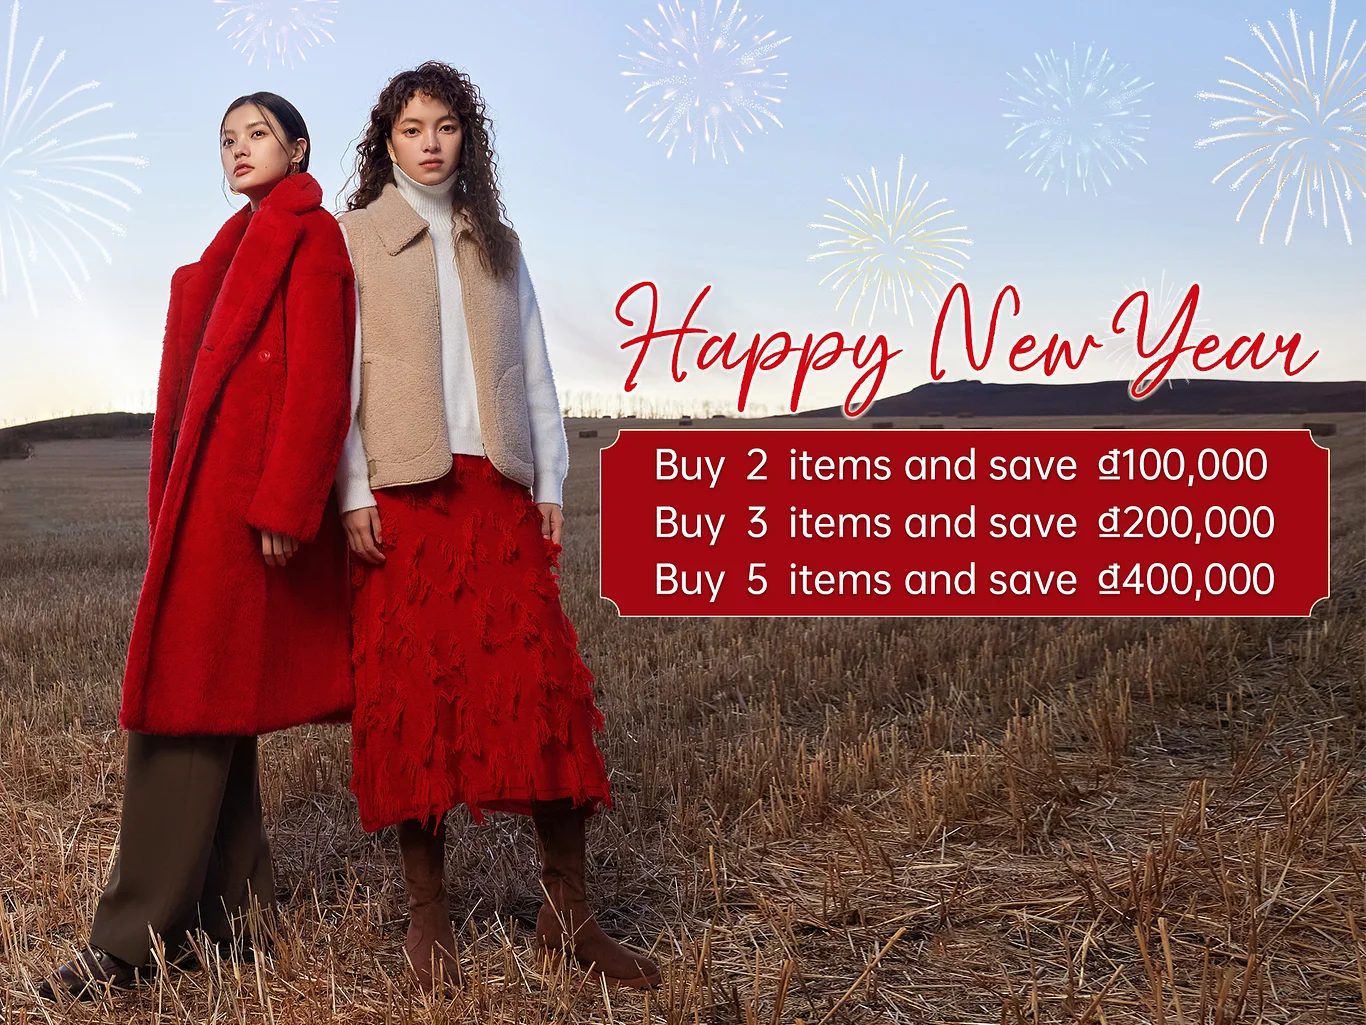 Happy New Year
Buy 2 items and save ₫100,000
Buy 3 items and save ₫200,000
Buy 5 items and save ₫400,000